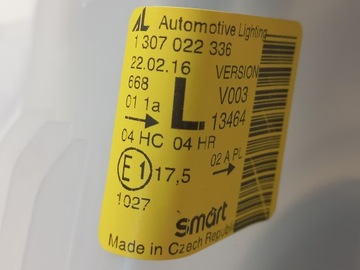 AL Automotive Lighting
1 307 022 336
22.02.16 VERSION
668 L V003
01 1a 13464
04 HC 04 HR
02 A PL
E1 17,5
1027
smart
Made in Czech Republic